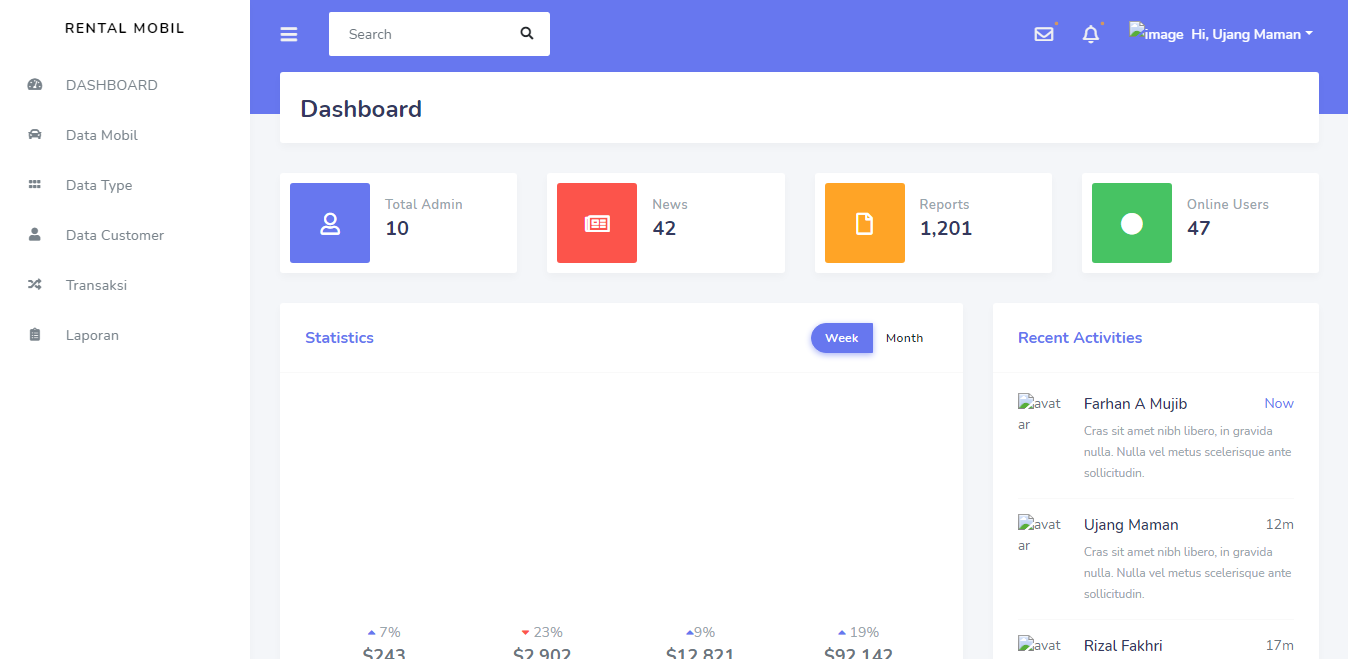 RENTAL MOBIL
DASHBOARD
Data Mobil
Data Type
Data Customer
Transaksi
Laporan
Search
image Hi, Ujang Maman
Dashboard
Total Admin
10
News
42
Reports
1,201
Online Users
47
Statistics
Week
Month
7%
23%
9%
19%
$243
$2,902
$12,821
$92,142
Recent Activities
avat
ar
Farhan A Mujib
Now
Cras sit amet nibh libero, in gravida
nulla. Nulla vel metus scelerisque ante
sollicitudin.
avat
ar
Ujang Maman
12m
Cras sit amet nibh libero, in gravida
nulla. Nulla vel metus scelerisque ante
sollicitudin.
avat
Rizal Fakhri
17m